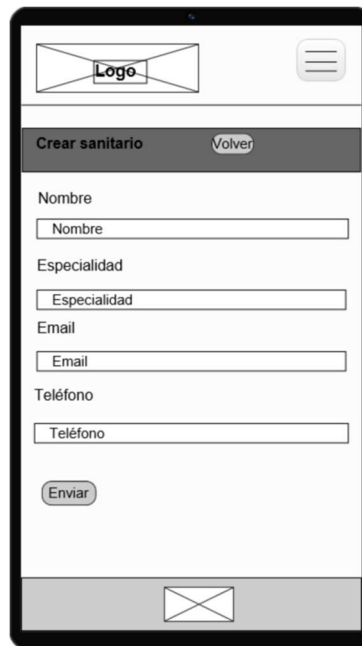 Logo
Crear sanitario Volver
Nombre
Nombre
Especialidad
Especialidad
Email
Email
Teléfono
Teléfono
Enviar